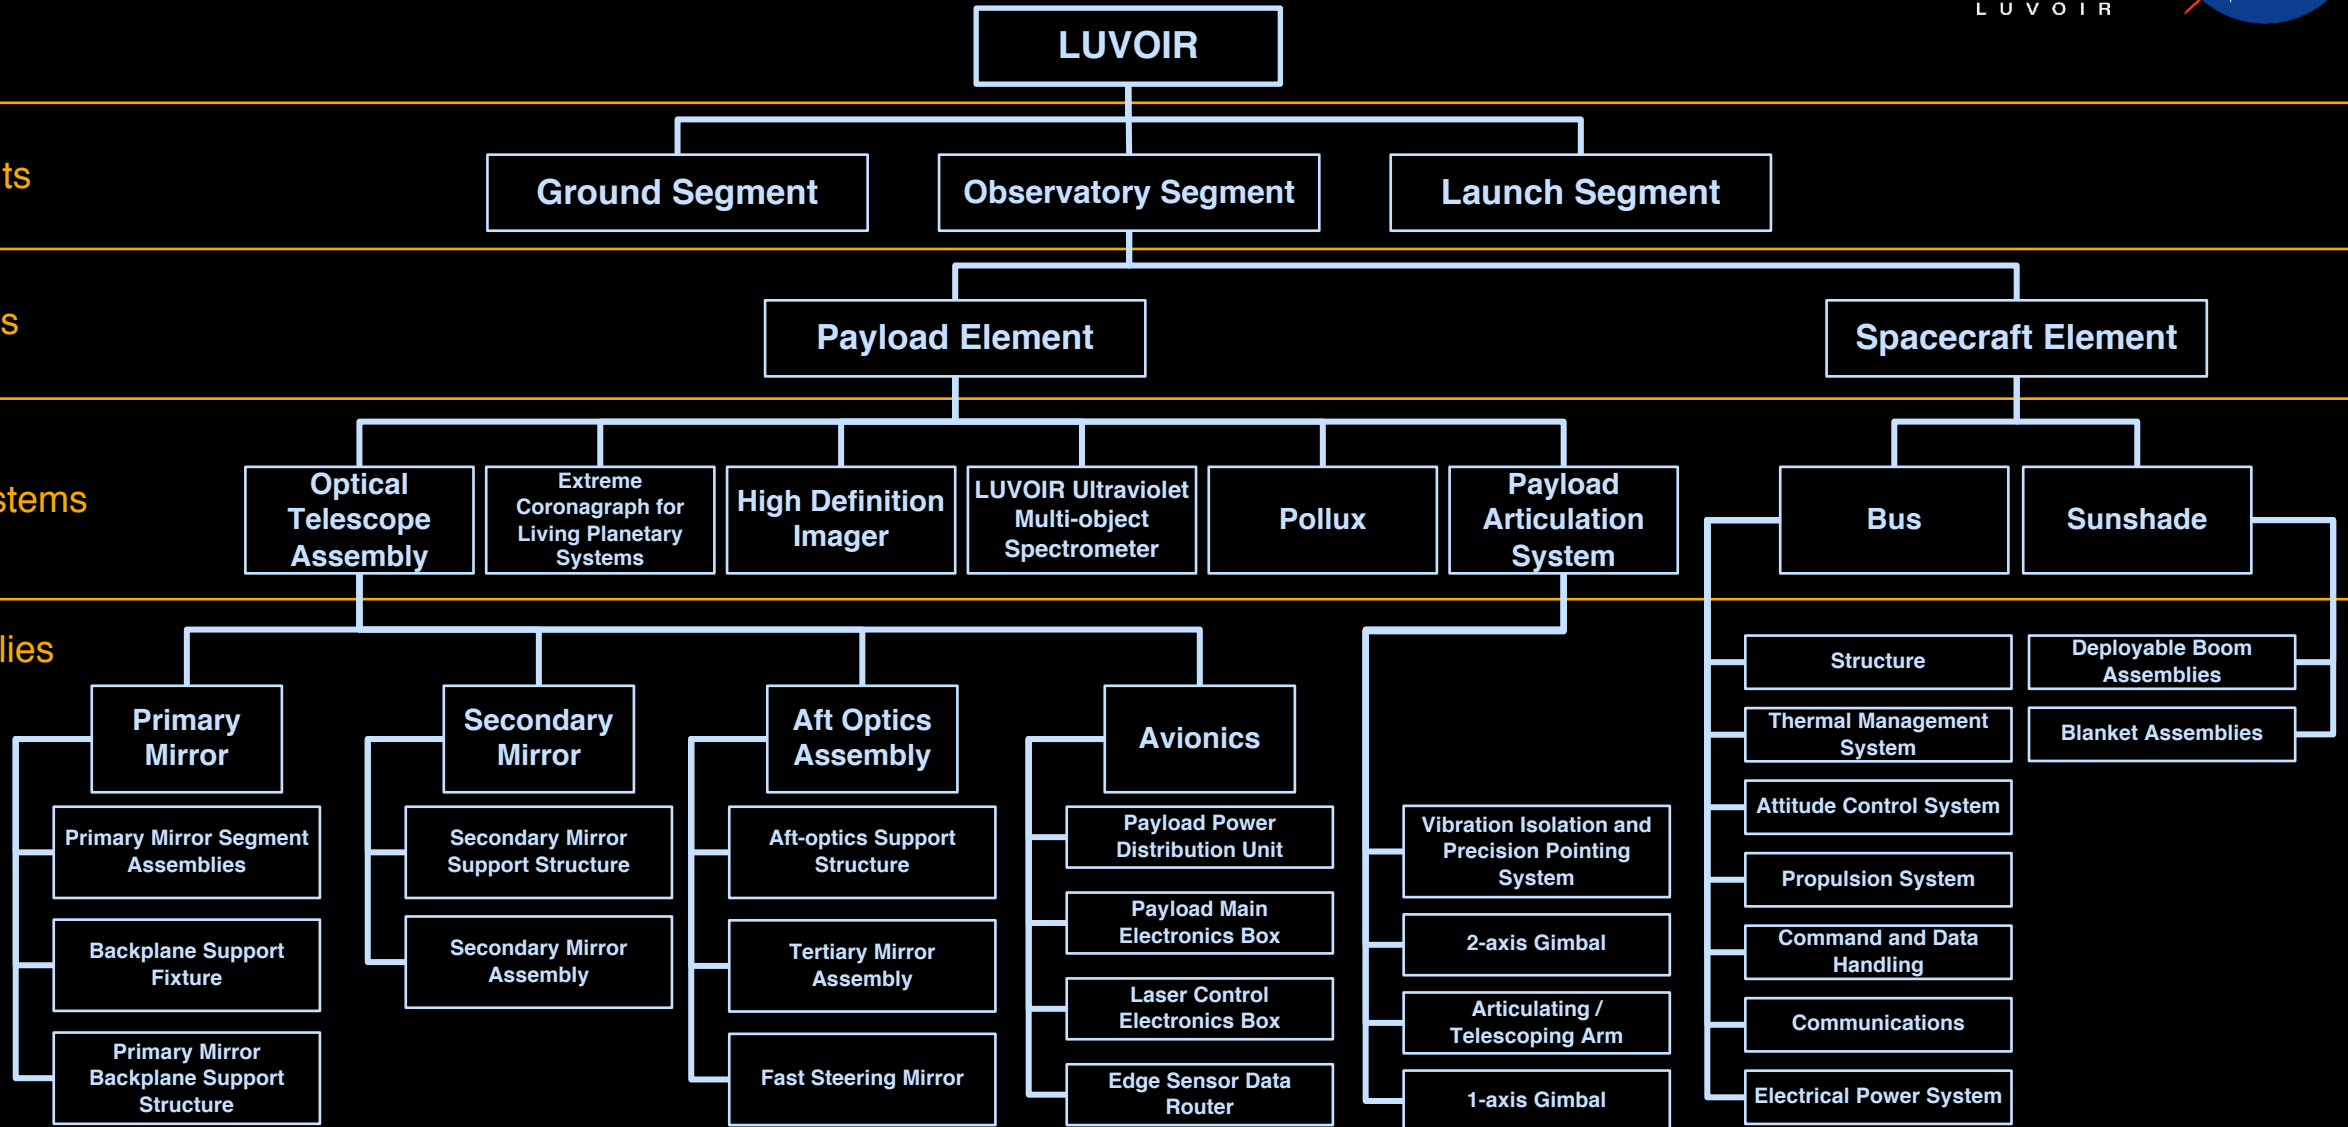 LUVOIR
LUVOIR
ts
Ground Segment
Observatory Segment
Launch Segment
s
Payload Element
Spacecraft Element
stems
Optical
Telescope
Assembly
Extreme
Coronagraph for
Living Planetary
Systems
High Definition
Imager
LUVOIR Ultraviolet
Multi-object
Spectrometer
Pollux
Payload
Articulation
System
Bus
Sunshade
lies
Primary
Mirror
Primary Mirror Segment
Assemblies
Backplane Support
Fixture
Primary Mirror
Backplane Support
Structure
Secondary
Mirror
Secondary Mirror
Support Structure
Secondary Mirror
Assembly
Aft Optics
Assembly
Aft-optics Support
Structure
Tertiary Mirror
Assembly
Fast Steering Mirror
Avionics
Payload Power
Distribution Unit
Payload Main
Electronics Box
Laser Control
Electronics Box
Edge Sensor Data
Router
Vibration Isolation and
Precision Pointing
System
2-axis Gimbal
Articulating /
Telescoping Arm
1-axis Gimbal
Structure
Thermal Management
System
Attitude Control System
Propulsion System
Command and Data
Handling
Communications
Electrical Power System
Deployable Boom
Assemblies
Blanket Assemblies